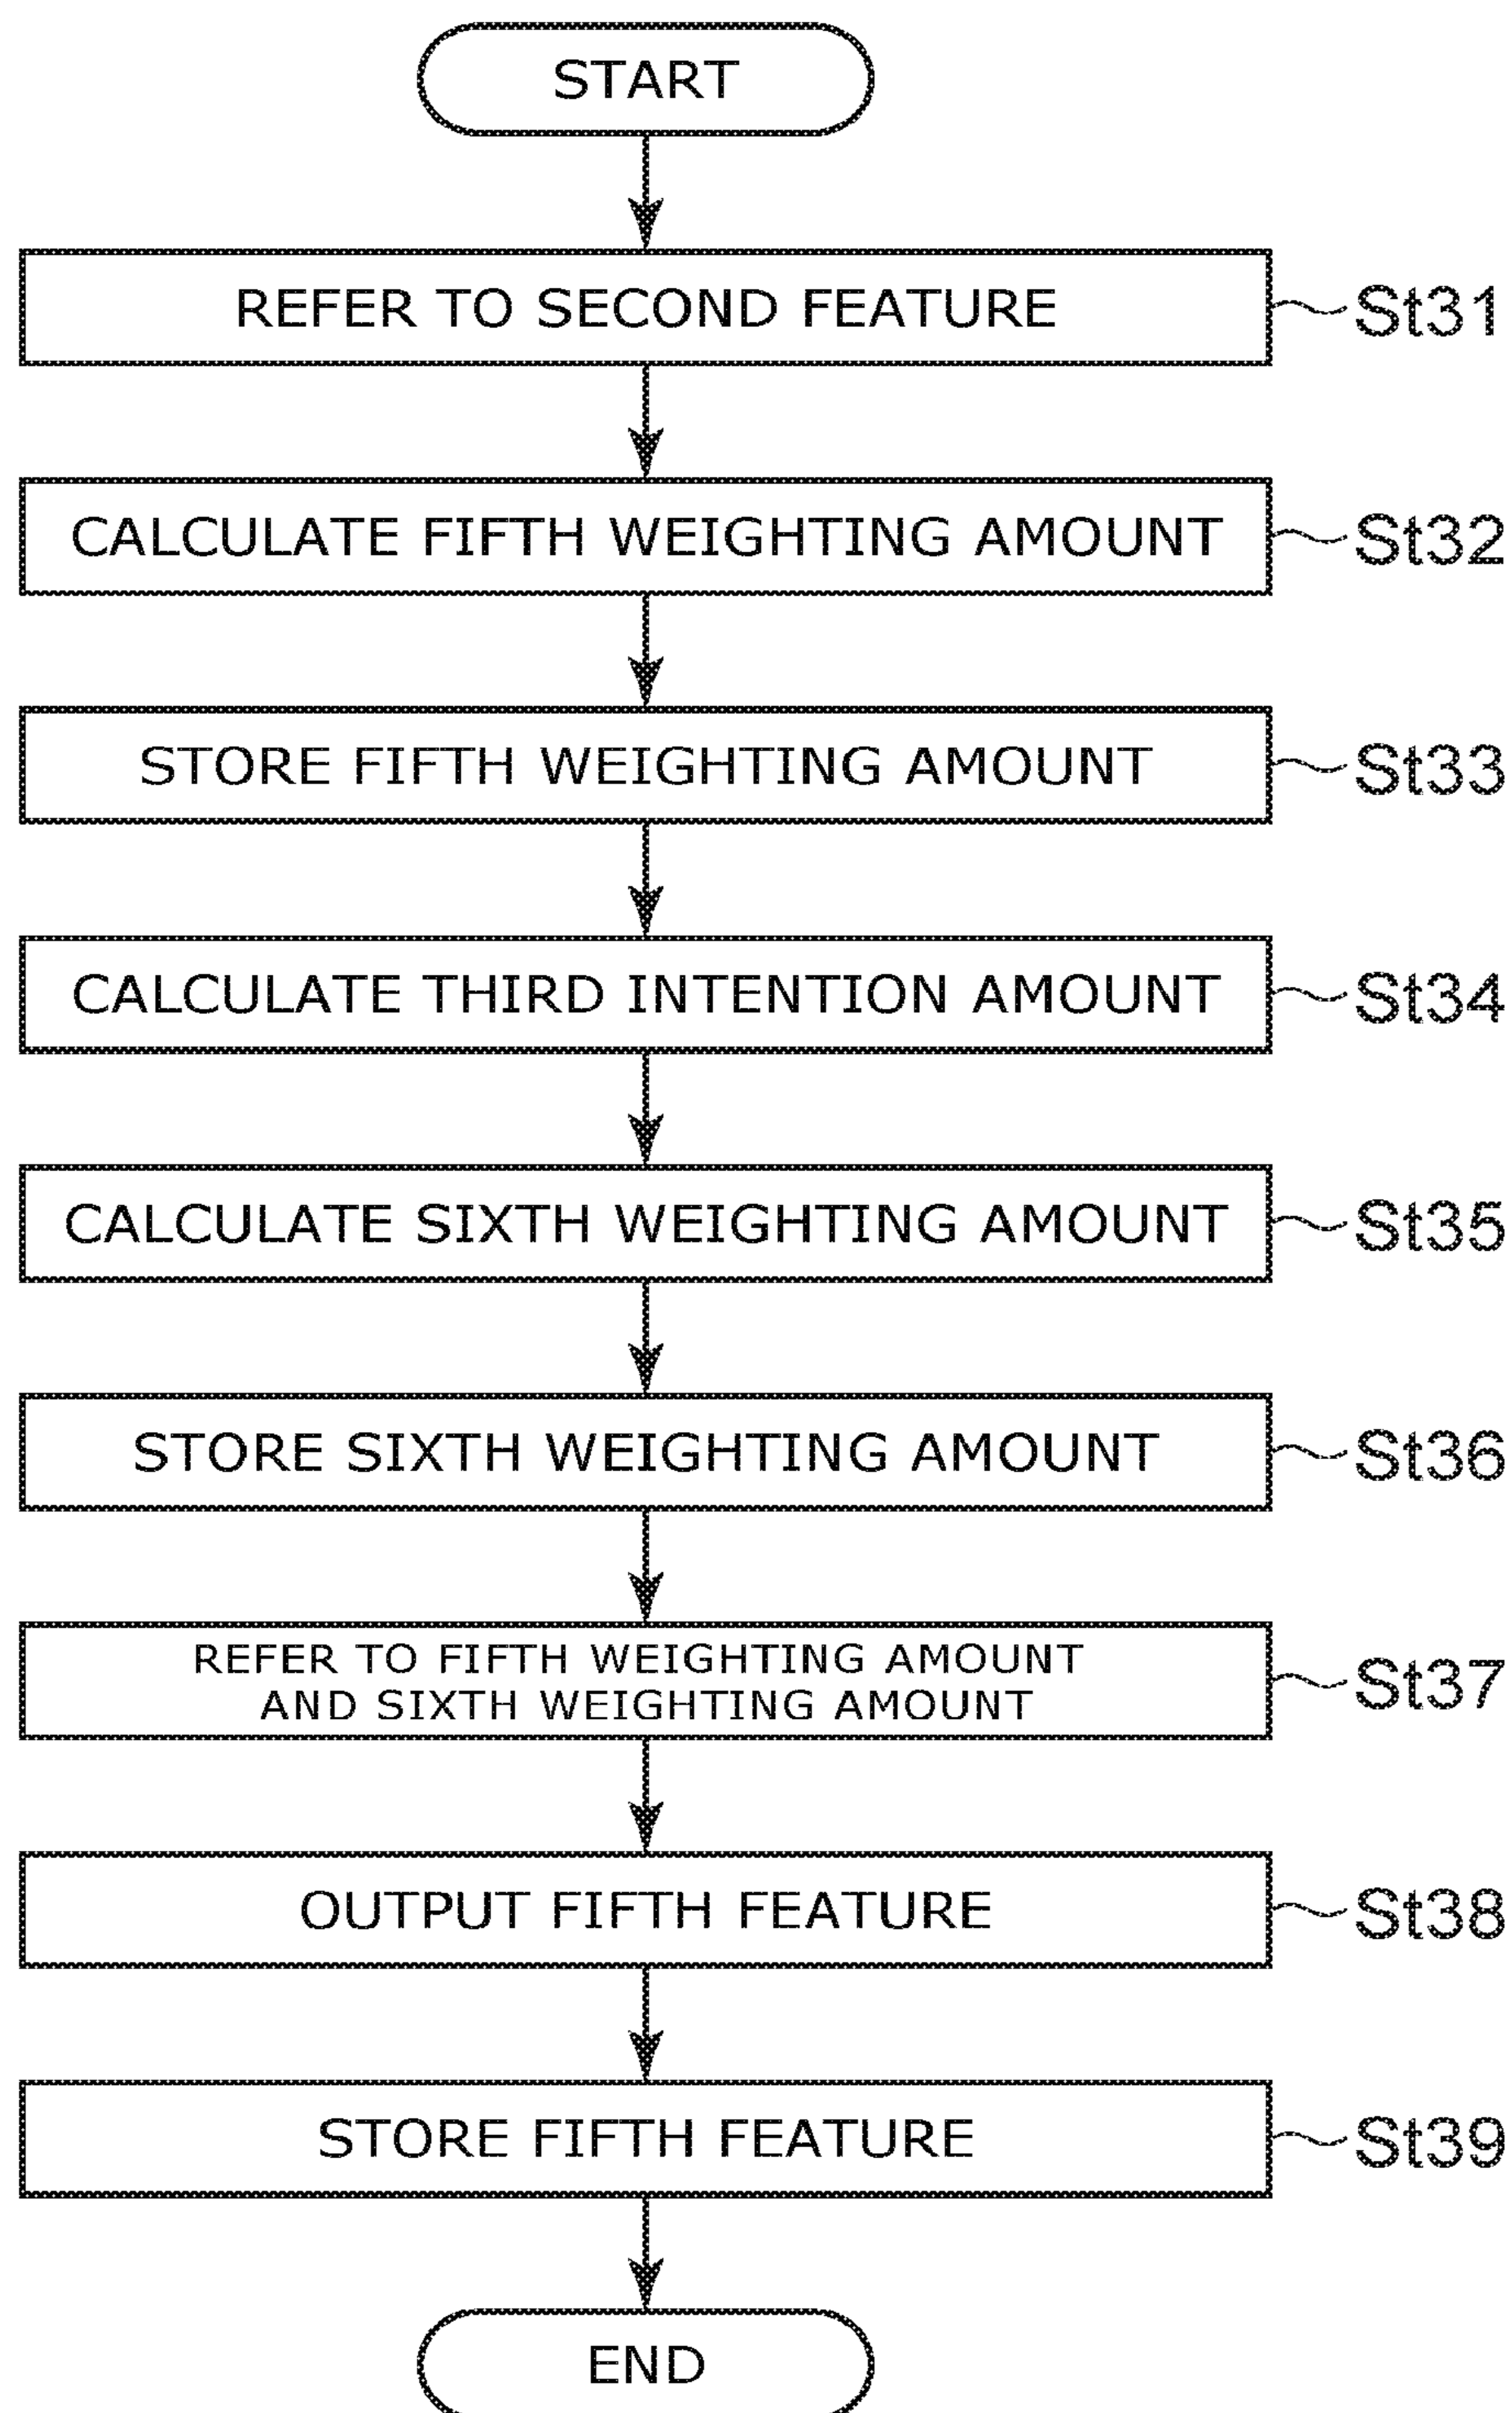 START
REFER TO SECOND FEATURE
St31
CALCULATE FIFTH WEIGHTING AMOUNT
St32
STORE FIFTH WEIGHTING AMOUNT
St33
CALCULATE THIRD INTENTION AMOUNT
St34
CALCULATE SIXTH WEIGHTING AMOUNT
St35
STORE SIXTH WEIGHTING AMOUNT
St36
REFER TO FIFTH WEIGHTING AMOUNT
AND SIXTH WEIGHTING AMOUNT
St37
OUTPUT FIFTH FEATURE
St38
STORE FIFTH FEATURE
St39
END